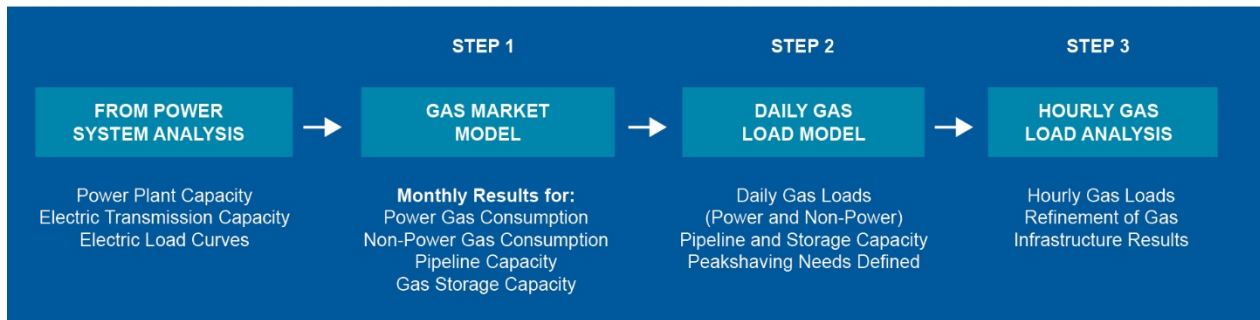 STEP 1
STEP 2
STEP 3
FROM POWER
SYSTEM ANALYSIS
GAS MARKET
MODEL
DAILY GAS
LOAD MODEL
HOURLY GAS
LOAD ANALYSIS
Power Plant Capacity
Electric Transmission Capacity
Electric Load Curves
Monthly Results for:
Power Gas Consumption
Non-Power Gas Consumption
Pipeline Capacity
Gas Storage Capacity
Daily Gas Loads
(Power and Non-Power)
Pipeline and Storage Capacity
Peakshaving Needs Defined
Hourly Gas Loads
Refinement of Gas
Infrastructure Results